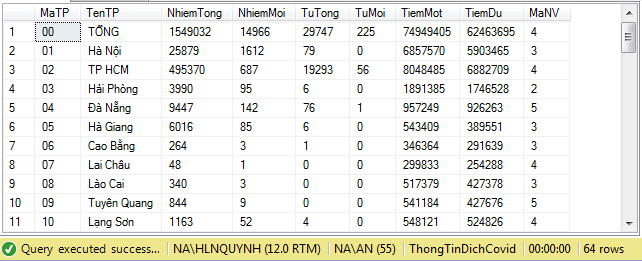 MaTP TenTP NhiemTong NhiemMoi TuTong TuMoi TiemMot TiemDu MaNV
1 00 TỔNG 1549032 14966 29747 225 74949405 62463695 4
2 01 Hà Nội 25879 1612 79 0 6857570 5903465 3
3 02 TP HCM 495370 687 19293 56 8048485 6882709 4
4 03 Hải Phòng 3990 95 6 0 1891385 1746528 2
5 04 Đà Nẵng 9447 142 76 1 957249 926263 5
6 05 Hà Giang 6016 85 6 0 543409 389551 3
7 06 Cao Bằng 264 3 1 0 346364 291639 3
8 07 Lai Châu 48 1 0 0 299833 254288 4
9 08 Lào Cai 340 3 0 0 517379 427378 3
10 09 Tuyên Quang 844 9 0 0 541184 427676 5
11 10 Lạng Sơn 1163 52 4 0 548121 524826 4
Query executed success... NA\HLNQUYNH (12.0 RTM) NA\AN (55) ThongTinDichCovid 00:00:00 64 rows